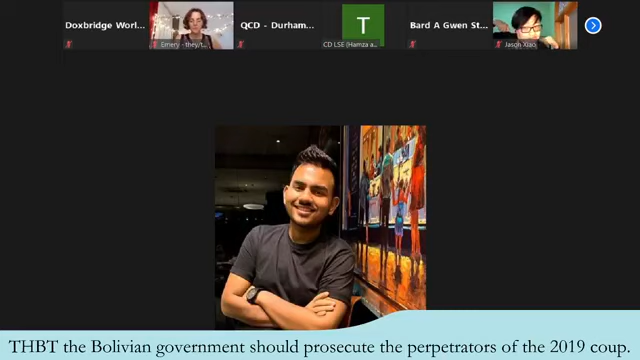 Doxbridge Worl...
QCD - Durham...
T
Bard A Gwen St...
Emery - they/t...
CD LSE (Hamza a...
Jason Xiao
THBT the Bolivian government should prosecute the perpetrators of the 2019 coup.